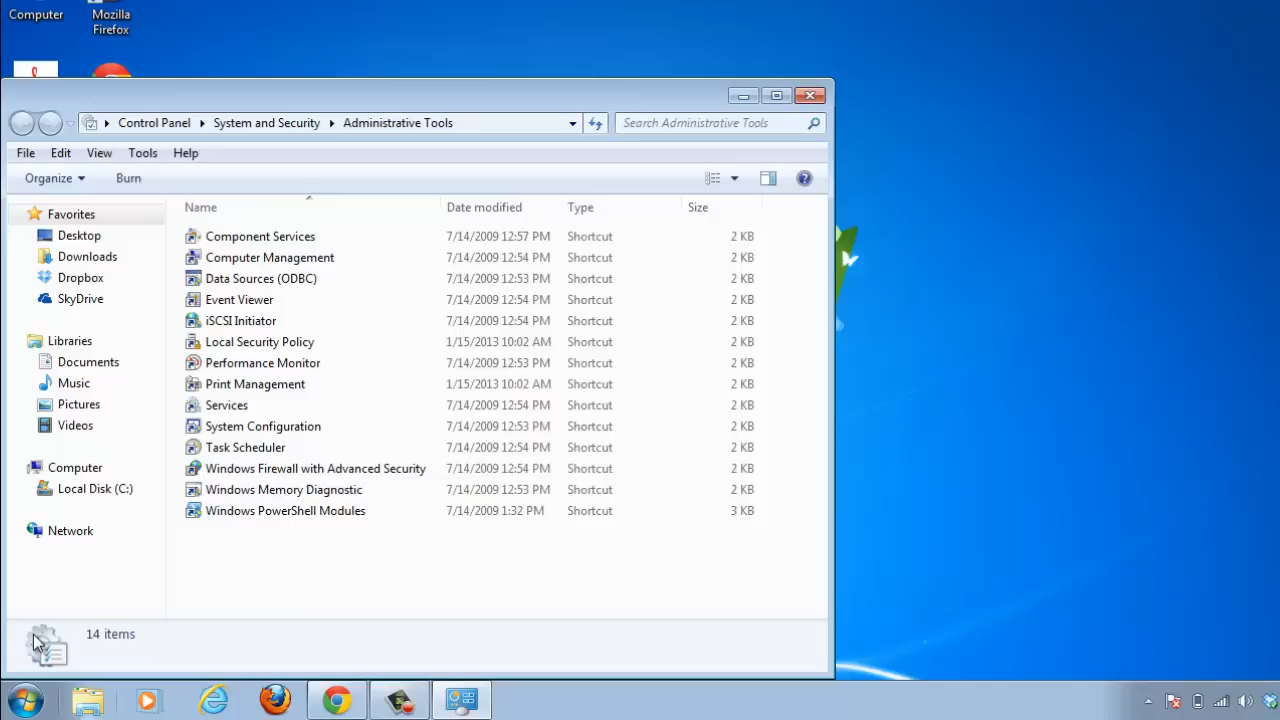 Computer
Mozilla
Firefox
Control Panel System and Security Administrative Tools
Search Administrative Tools
File Edit View Tools Help
Organize Burn
Name Date modified Type Size
Favorites
Desktop
Downloads
Dropbox
SkyDrive
Libraries
Documents
Music
Pictures
Videos
Computer
Local Disk (C:)
Network
Component Services 7/14/2009 12:57 PM Shortcut 2 KB
Computer Management 7/14/2009 12:54 PM Shortcut 2 KB
Data Sources (ODBC) 7/14/2009 12:53 PM Shortcut 2 KB
Event Viewer 7/14/2009 12:54 PM Shortcut 2 KB
iSCSI Initiator 7/14/2009 12:54 PM Shortcut 2 KB
Local Security Policy 1/15/2013 10:02 AM Shortcut 2 KB
Performance Monitor 7/14/2009 12:53 PM Shortcut 2 KB
Print Management 1/15/2013 10:02 AM Shortcut 2 KB
Services 7/14/2009 12:54 PM Shortcut 2 KB
System Configuration 7/14/2009 12:53 PM Shortcut 2 KB
Task Scheduler 7/14/2009 12:54 PM Shortcut 2 KB
Windows Firewall with Advanced Security 7/14/2009 12:54 PM Shortcut 2 KB
Windows Memory Diagnostic 7/14/2009 12:53 PM Shortcut 2 KB
Windows PowerShell Modules 7/14/2009 1:32 PM Shortcut 3 KB
14 items